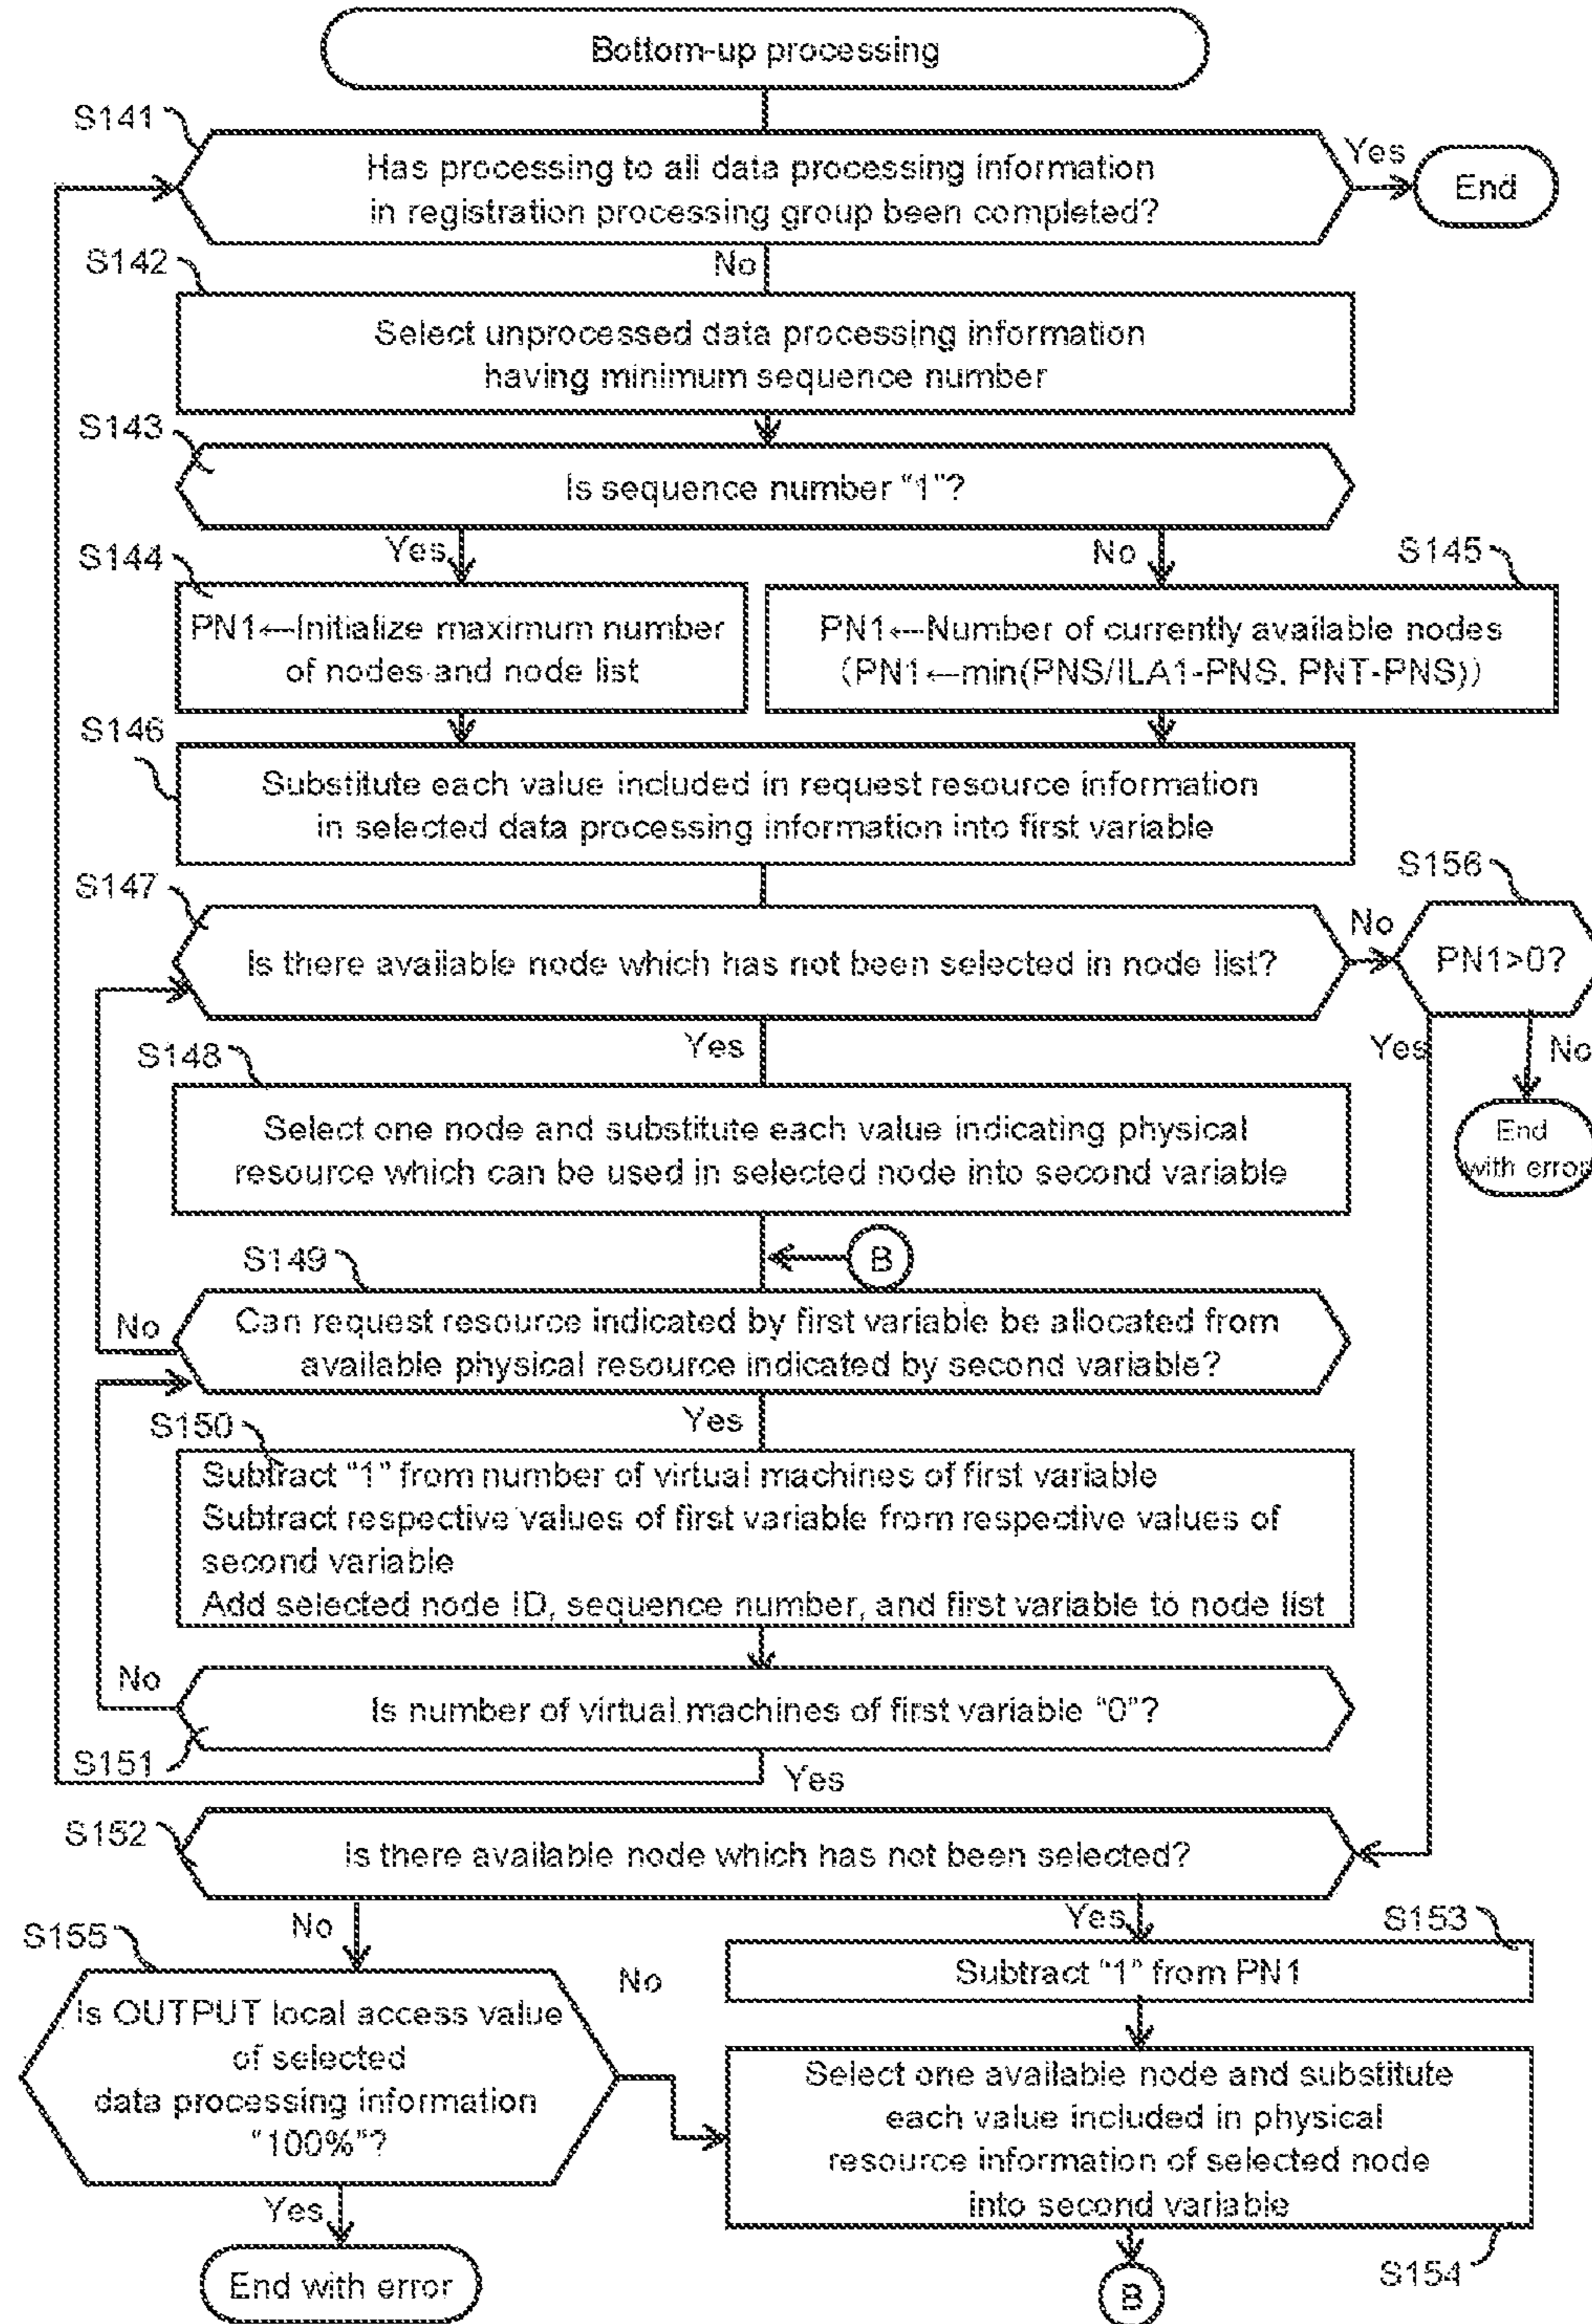 Bottom-up processing
S141
Has processing to all data processing information
in registration processing group been completed?
Yes
End
No
S142
Select unprocessed data processing information
having minimum sequence number
S143
Is sequence number "1"?
Yes
No
S144
S145
PN1←Initialize maximum number
of nodes and node list
PN1←Number of currently available nodes
(PN1←min(PNS/ILA1-PNS, PNT-PNS))
S146
Substitute each value included in request resource information
in selected data processing information into first variable
S147
S156
Is there available node which has not been selected in node list?
No
PN1>0?
Yes
Yes
No
S148
Select one node and substitute each value indicating physical
resource which can be used in selected node into second variable
End
with error
B
S149
Can request resource indicated by first variable be allocated from
available physical resource indicated by second variable?
No
Yes
S150
Subtract "1" from number of virtual machines of first variable
Subtract respective values of first variable from respective values of
second variable
Add selected node ID, sequence number, and first variable to node list
No
Is number of virtual machines of first variable "0"?
S151
Yes
S152
Is there available node which has not been selected?
No
Yes
S153
S155
Subtract "1" from PN1
No
Is OUTPUT local access value
of selected
data processing information
"100%"?
Select one available node and substitute
each value included in physical
resource information of selected node
into second variable
Yes
S154
End with error
B